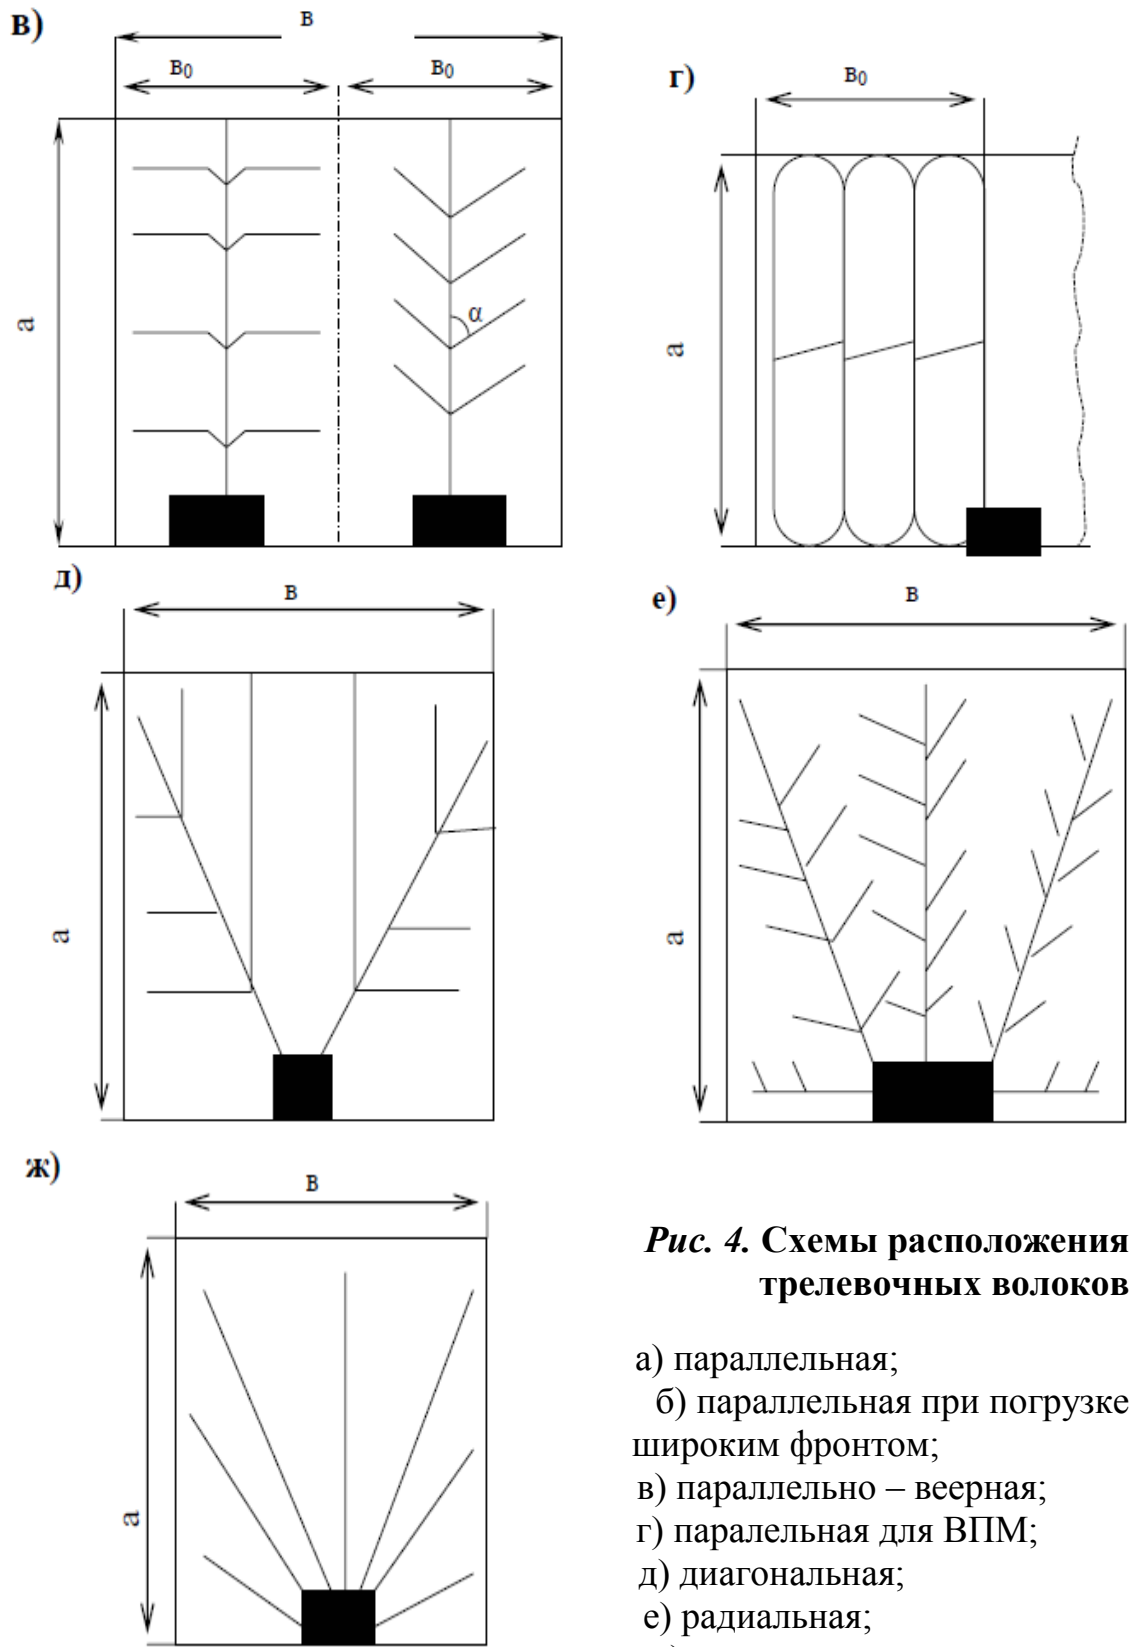 в)
в
в₀
в₀
а
α
г)
в₀
а
д)
в
а
е)
в
а
ж)
в
а
Рис. 4. Схемы расположения
трелевочных волоков
а) параллельная;
б) параллельная при погрузке
широким фронтом;
в) параллельно – веерная;
г) паралельная для ВПМ;
д) диагональная;
е) радиальная;